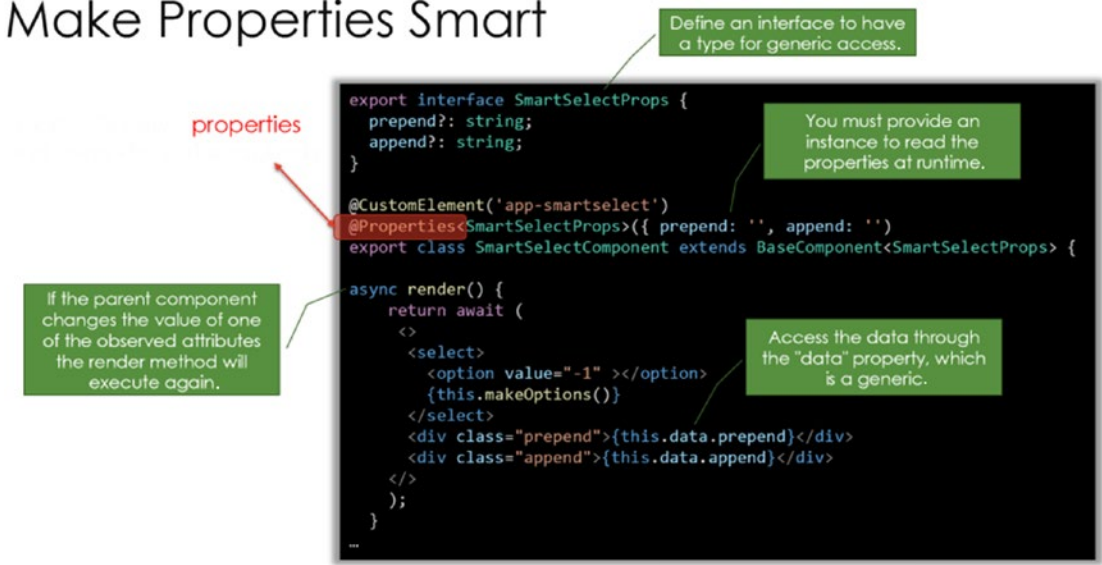 Make Properties Smart
Define an interface to have
a type for generic access.
properties
export interface SmartSelectProps {
prepend?: string;
append?: string;
}
You must provide an
instance to read the
properties at runtime.
@CustomElement('app-smartselect')
@Properties<SmartSelectProps>({ prepend: '', append: '')
export class SmartSelectComponent extends BaseComponent<SmartSelectProps> {
If the parent component
changes the value of one
of the observed attributes
the render method will
execute again.
async render() {
return await (
<>
<select>
<option value="-1" ></option>
{this.makeOptions()}
</select>
<div class="prepend">{this.data.prepend}</div>
<div class="append">{this.data.append}</div>
</>
);
}
…
Access the data through
the "data" property, which
is a generic.